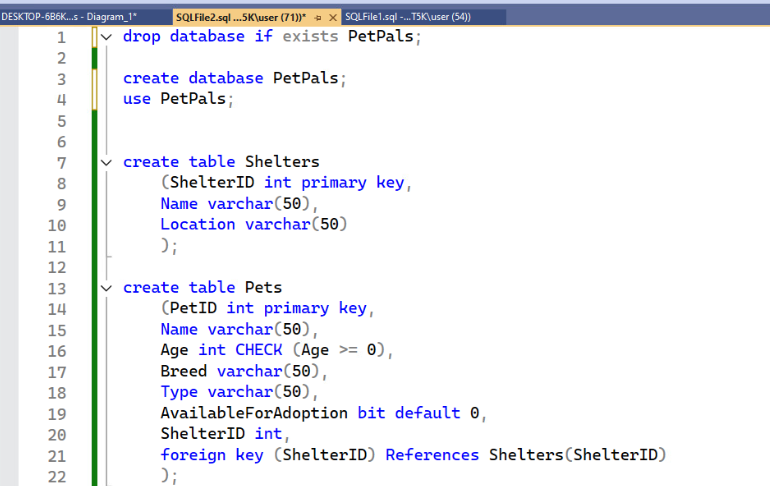 DESKTOP-6B6K...s - Diagram_1* SQLFile2.sql ...5K\user (71))* SQLFile1.sql -...T5K\user (54))
1 drop database if exists PetPals;
2
3 create database PetPals;
4 use PetPals;
5
6
7 create table Shelters
8 (ShelterID int primary key,
9 Name varchar(50),
10 Location varchar(50)
11 );
12
13 create table Pets
14 (PetID int primary key,
15 Name varchar(50),
16 Age int CHECK (Age >= 0),
17 Breed varchar(50),
18 Type varchar(50),
19 AvailableForAdoption bit default 0,
20 ShelterID int,
21 foreign key (ShelterID) References Shelters(ShelterID)
22 );